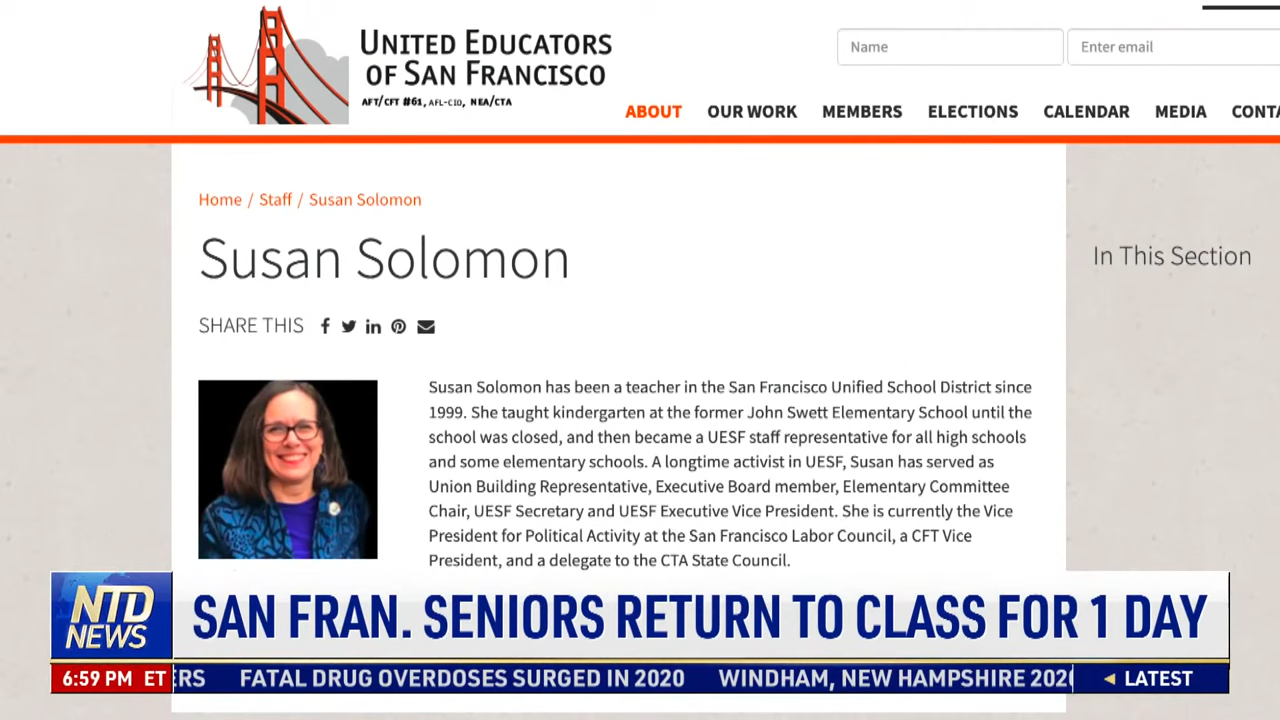 UNITED EDUCATORS
OF SAN FRANCISCO
AFT/CFT #61, AFL-CIO, NEA/CTA
Name
Enter email
ABOUT OUR WORK MEMBERS ELECTIONS CALENDAR MEDIA CONTA
Home / Staff / Susan Solomon
Susan Solomon
In This Section
SHARE THIS
Susan Solomon has been a teacher in the San Francisco Unified School District since
1999. She taught kindergarten at the former John Swett Elementary School until the
school was closed, and then became a UESF staff representative for all high schools
and some elementary schools. A longtime activist in UESF, Susan has served as
Union Building Representative, Executive Board member, Elementary Committee
Chair, UESF Secretary and UESF Executive Vice President. She is currently the Vice
President for Political Activity at the San Francisco Labor Council, a CFT Vice
President, and a delegate to the CTA State Council.
NTD
NEWS
SAN FRAN. SENIORS RETURN TO CLASS FOR 1 DAY
6:59 PM ET ERS FATAL DRUG OVERDOSES SURGED IN 2020 WINDHAM, NEW HAMPSHIRE 2020 LATEST